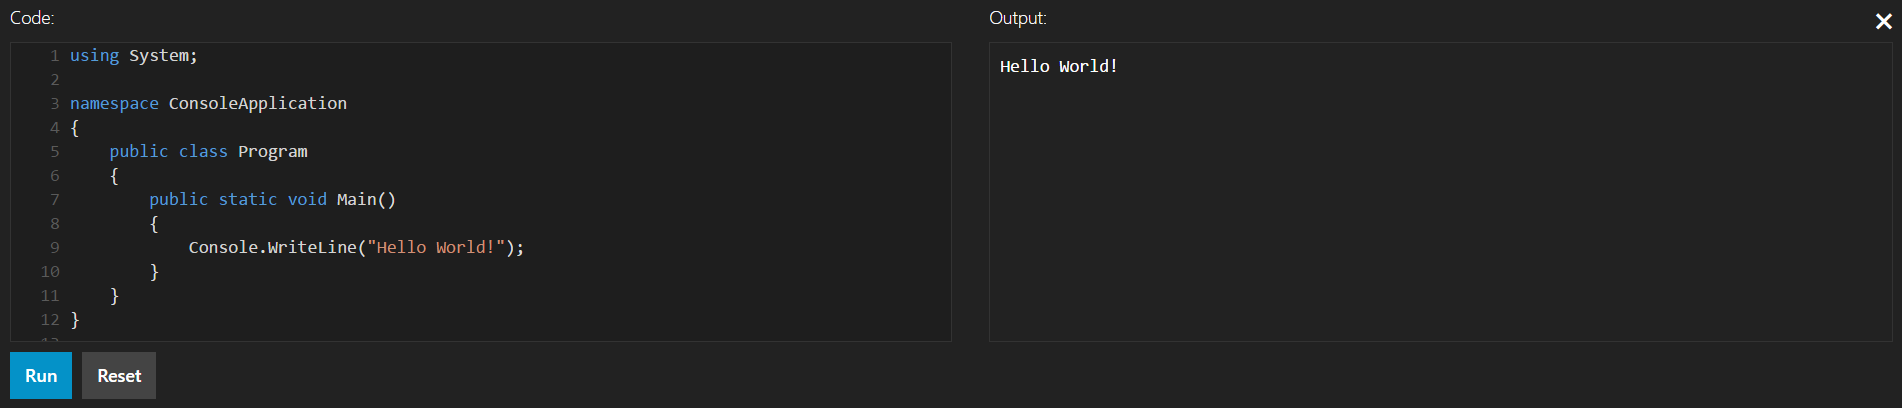 Code:
1 using System;
2
3 namespace ConsoleApplication
4 {
5     public class Program
6     {
7         public static void Main()
8         {
9             Console.WriteLine("Hello World!");
10         }
11     }
12 }
Run
Reset
Output:
Hello World!